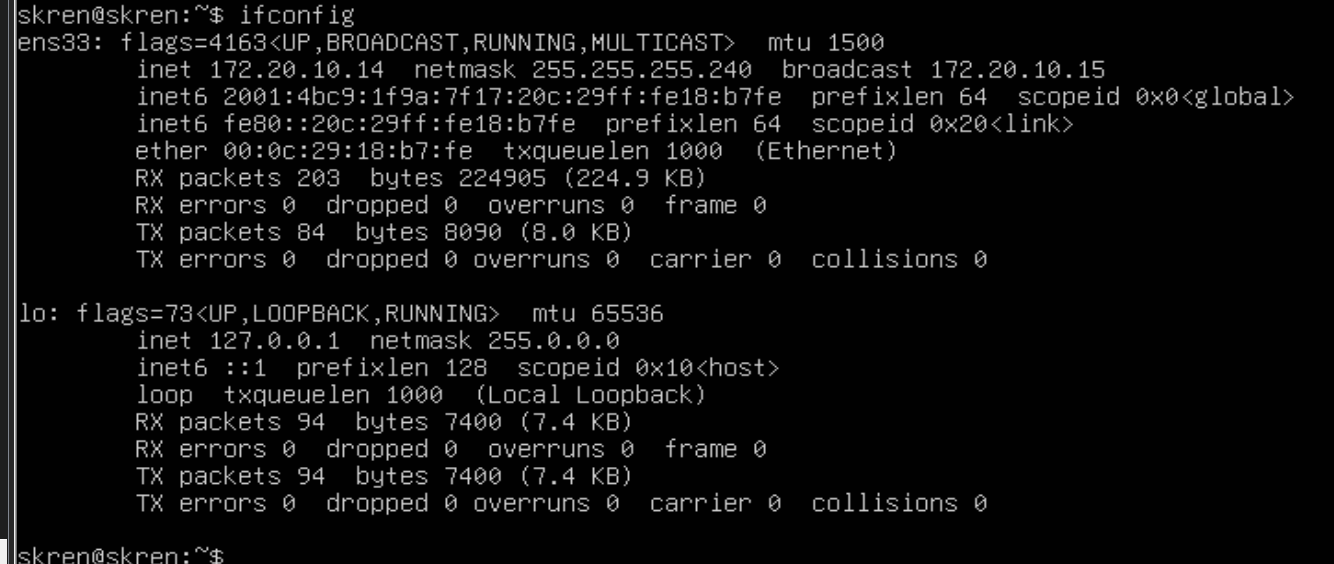 skren@skren:~$ ifconfig
ens33: flags=4163<UP,BROADCAST,RUNNING,MULTICAST>  mtu 1500
        inet 172.20.10.14  netmask 255.255.255.240  broadcast 172.20.10.15
        inet6 2001:4bc9:1f9a:7f17:20c:29ff:fe18:b7fe  prefixlen 64  scopeid 0x0<global>
        inet6 fe80::20c:29ff:fe18:b7fe  prefixlen 64  scopeid 0x20<link>
        ether 00:0c:29:18:b7:fe  txqueuelen 1000  (Ethernet)
        RX packets 203  bytes 224905 (224.9 KB)
        RX errors 0  dropped 0  overruns 0  frame 0
        TX packets 84  bytes 8090 (8.0 KB)
        TX errors 0  dropped 0 overruns 0  carrier 0  collisions 0

lo: flags=73<UP,LOOPBACK,RUNNING>  mtu 65536
        inet 127.0.0.1  netmask 255.0.0.0
        inet6 ::1  prefixlen 128  scopeid 0x10<host>
        loop  txqueuelen 1000  (Local Loopback)
        RX packets 94  bytes 7400 (7.4 KB)
        RX errors 0  dropped 0  overruns 0  frame 0
        TX packets 94  bytes 7400 (7.4 KB)
        TX errors 0  dropped 0 overruns 0  carrier 0  collisions 0

skren@skren:~$